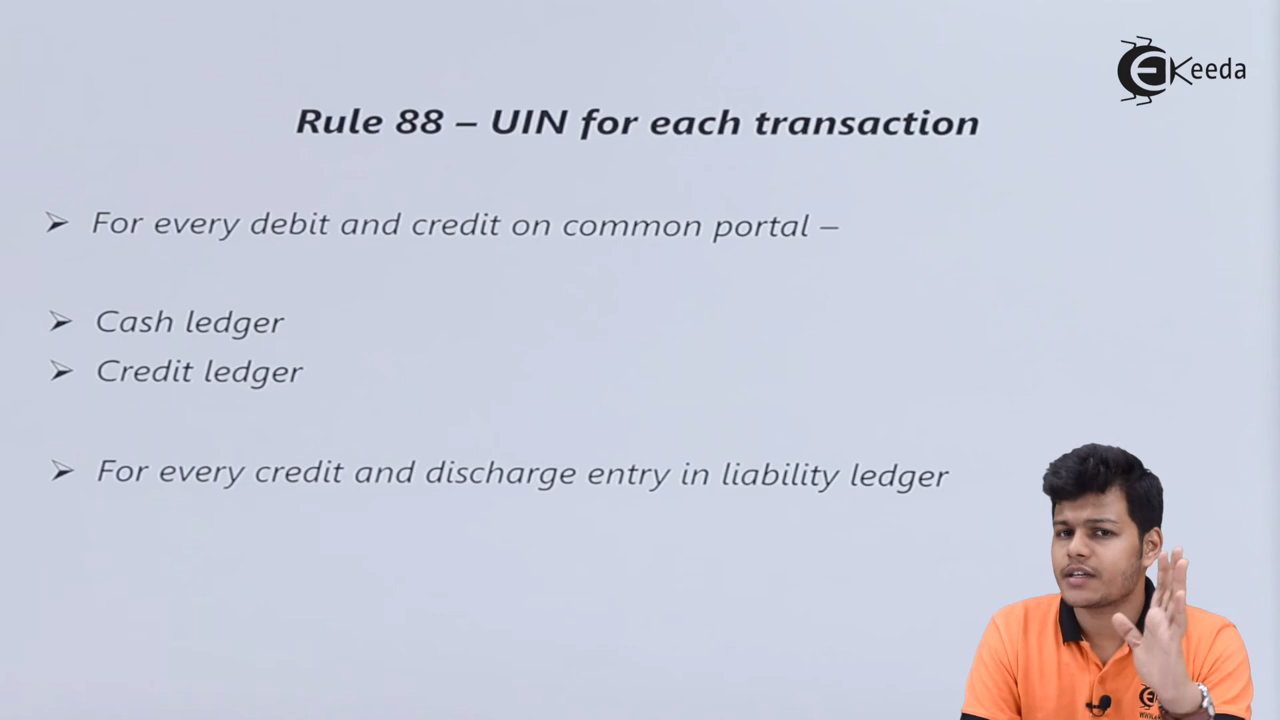 EKeeda
Rule 88 – UIN for each transaction
➢ For every debit and credit on common portal –
➢ Cash ledger
➢ Credit ledger
➢ For every credit and discharge entry in liability ledger